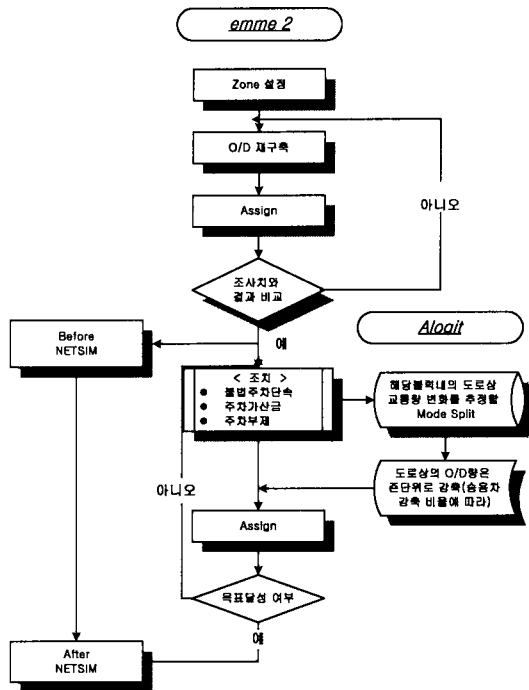 emme 2
Zone 설정
O/D 재구축
Assign
아니오
조사치와
결과 비교
예
Before
NETSIM
Alogit
< 조치 >
● 불법주차단속
● 주차가산금
● 주차부제
해당블럭내의 도로상
교통량 변화를 추정할
Mode Split
아니오
도로상의 O/D량은
존단위로 감축(승용차
감축 비율에 따라)
Assign
목표달성 여부
예
After
NETSIM